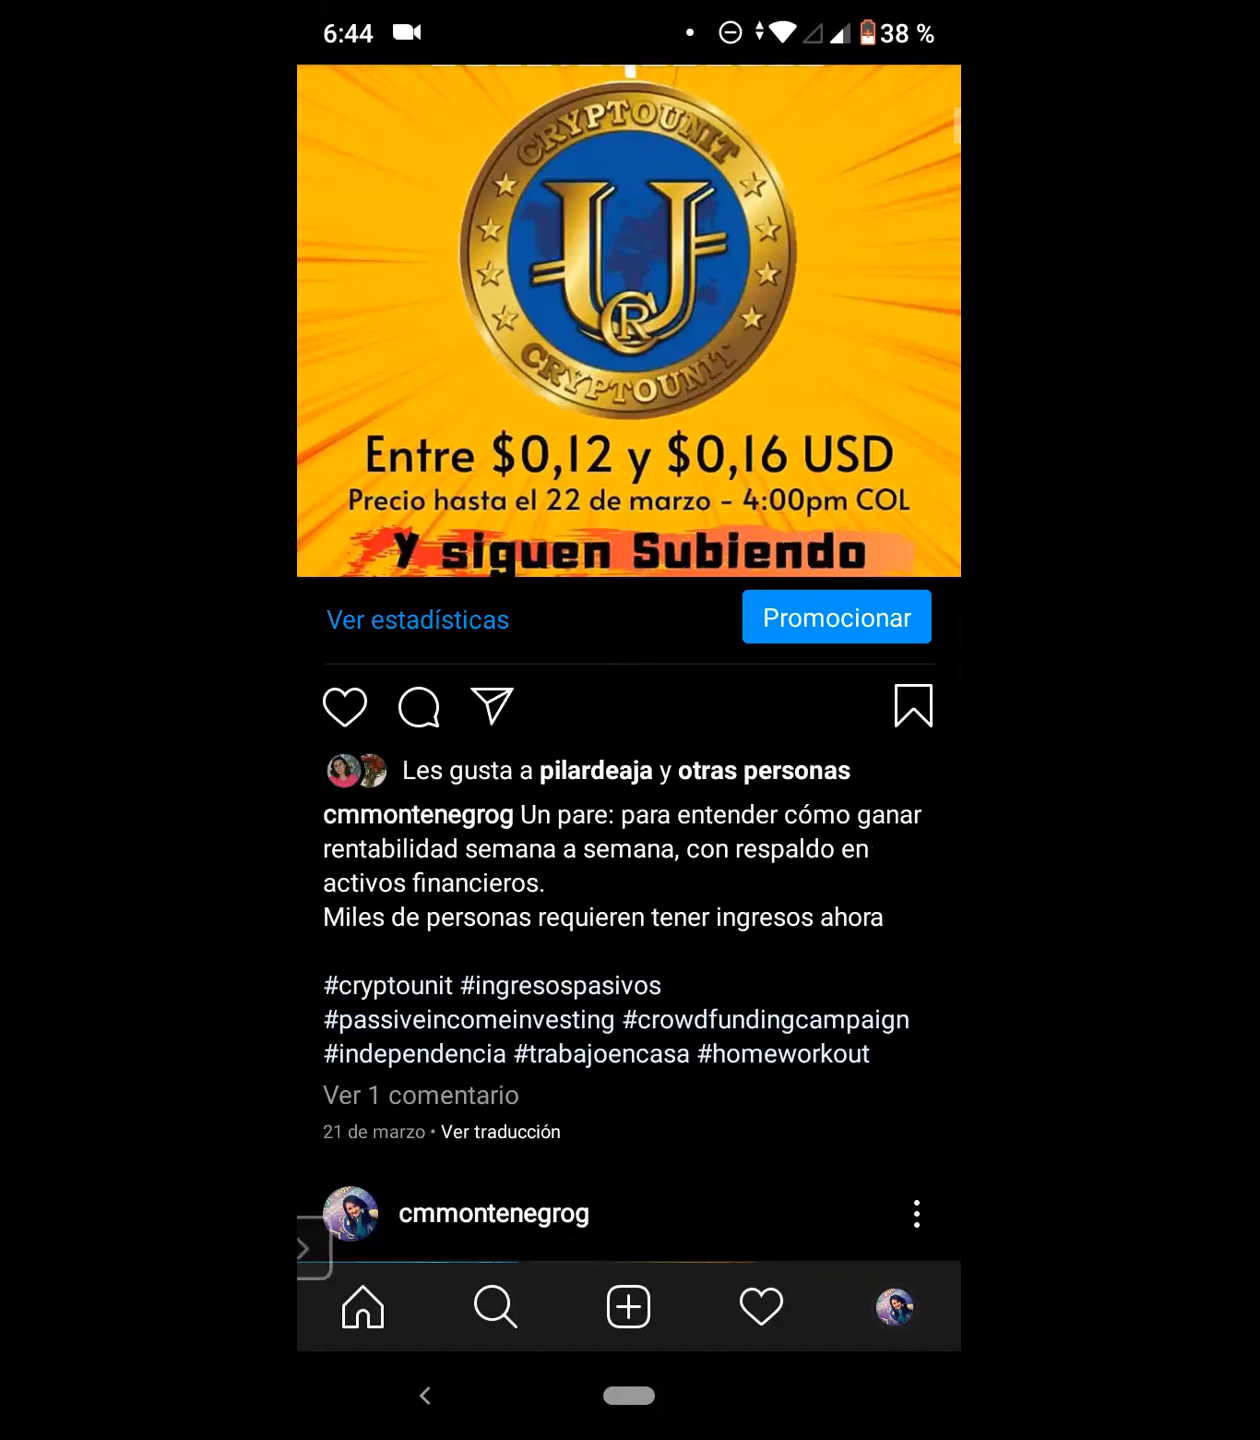 6:44
38 %
CRYPTOUNIT
U
CR
CRYPTOUNIT
Entre $0,12 y $0,16 USD
Precio hasta el 22 de marzo - 4:00pm COL
Y siguen Subiendo
Ver estadísticas
Promocionar
Les gusta a pilardeaja y otras personas
cmmontenegrog Un pare: para entender cómo ganar
rentabilidad semana a semana, con respaldo en
activos financieros.
Miles de personas requieren tener ingresos ahora
#cryptounit #ingresospasivos
#passiveincomeinvesting #crowdfundingcampaign
#independencia #trabajoencasa #homeworkout
Ver 1 comentario
21 de marzo • Ver traducción
cmmontenegrog